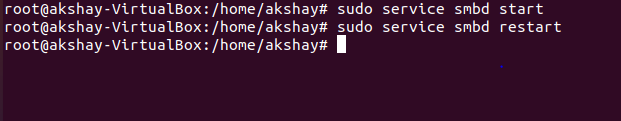 root@akshay-VirtualBox:/home/akshay# sudo service smbd start
root@akshay-VirtualBox:/home/akshay# sudo service smbd restart
root@akshay-VirtualBox:/home/akshay#